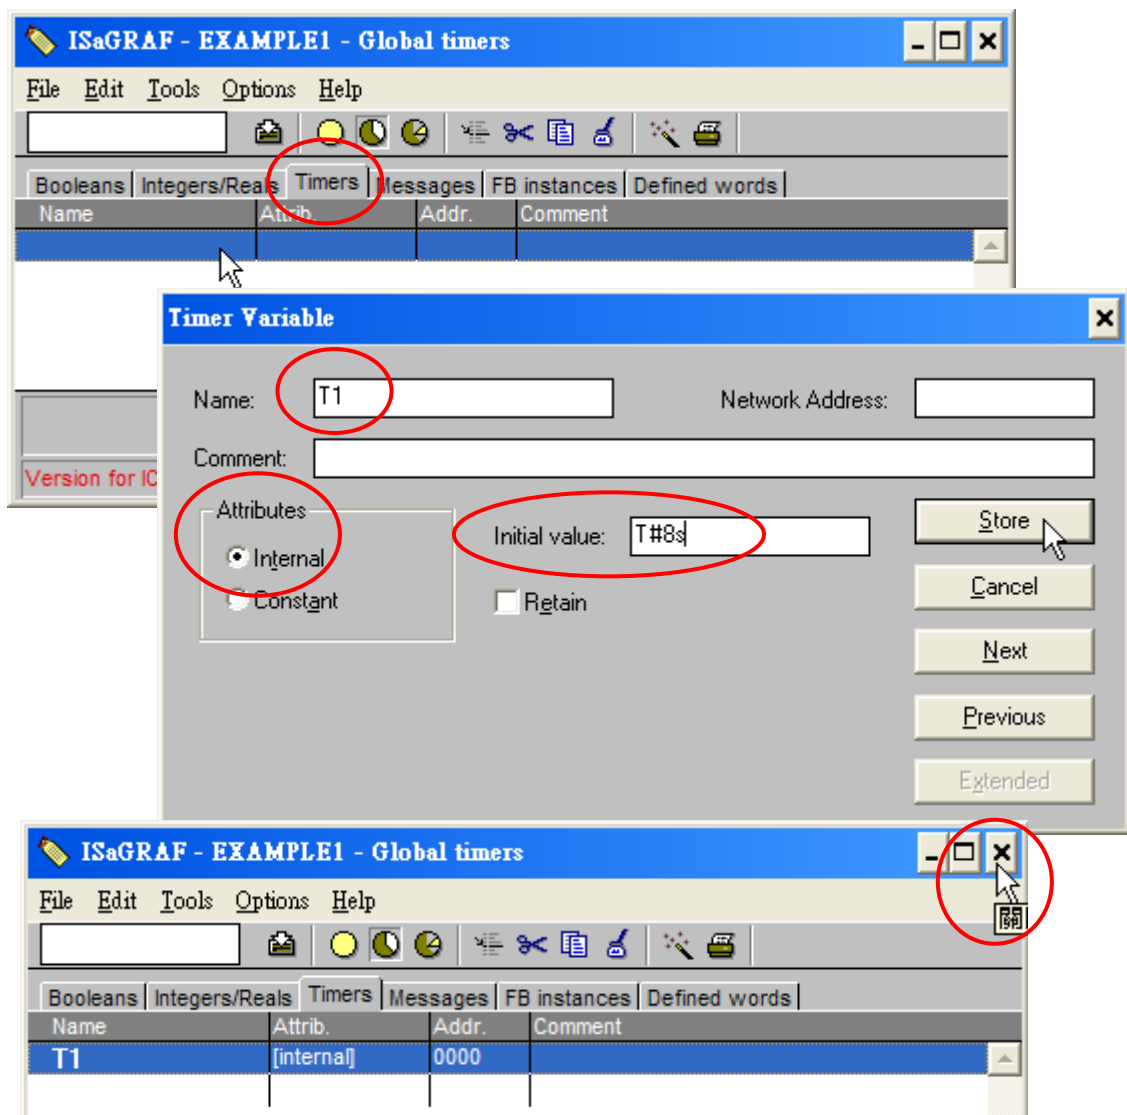 ISaGRAF - EXAMPLE1 - Global timers
File Edit Tools Options Help
Booleans Integers/Reals Timers Messages FB instances Defined words
Name Attrib. Addr. Comment
Timer Variable
Name: T1 Network Address:
Comment:
Version for IC
Attributes
Initial value: T#8s Store
Internal
Constant Retain Cancel
Next
Previous
Extended
ISaGRAF - EXAMPLE1 - Global timers
File Edit Tools Options Help
Booleans Integers/Reals Timers Messages FB instances Defined words
Name Attrib. Addr. Comment
T1 [internal] 0000